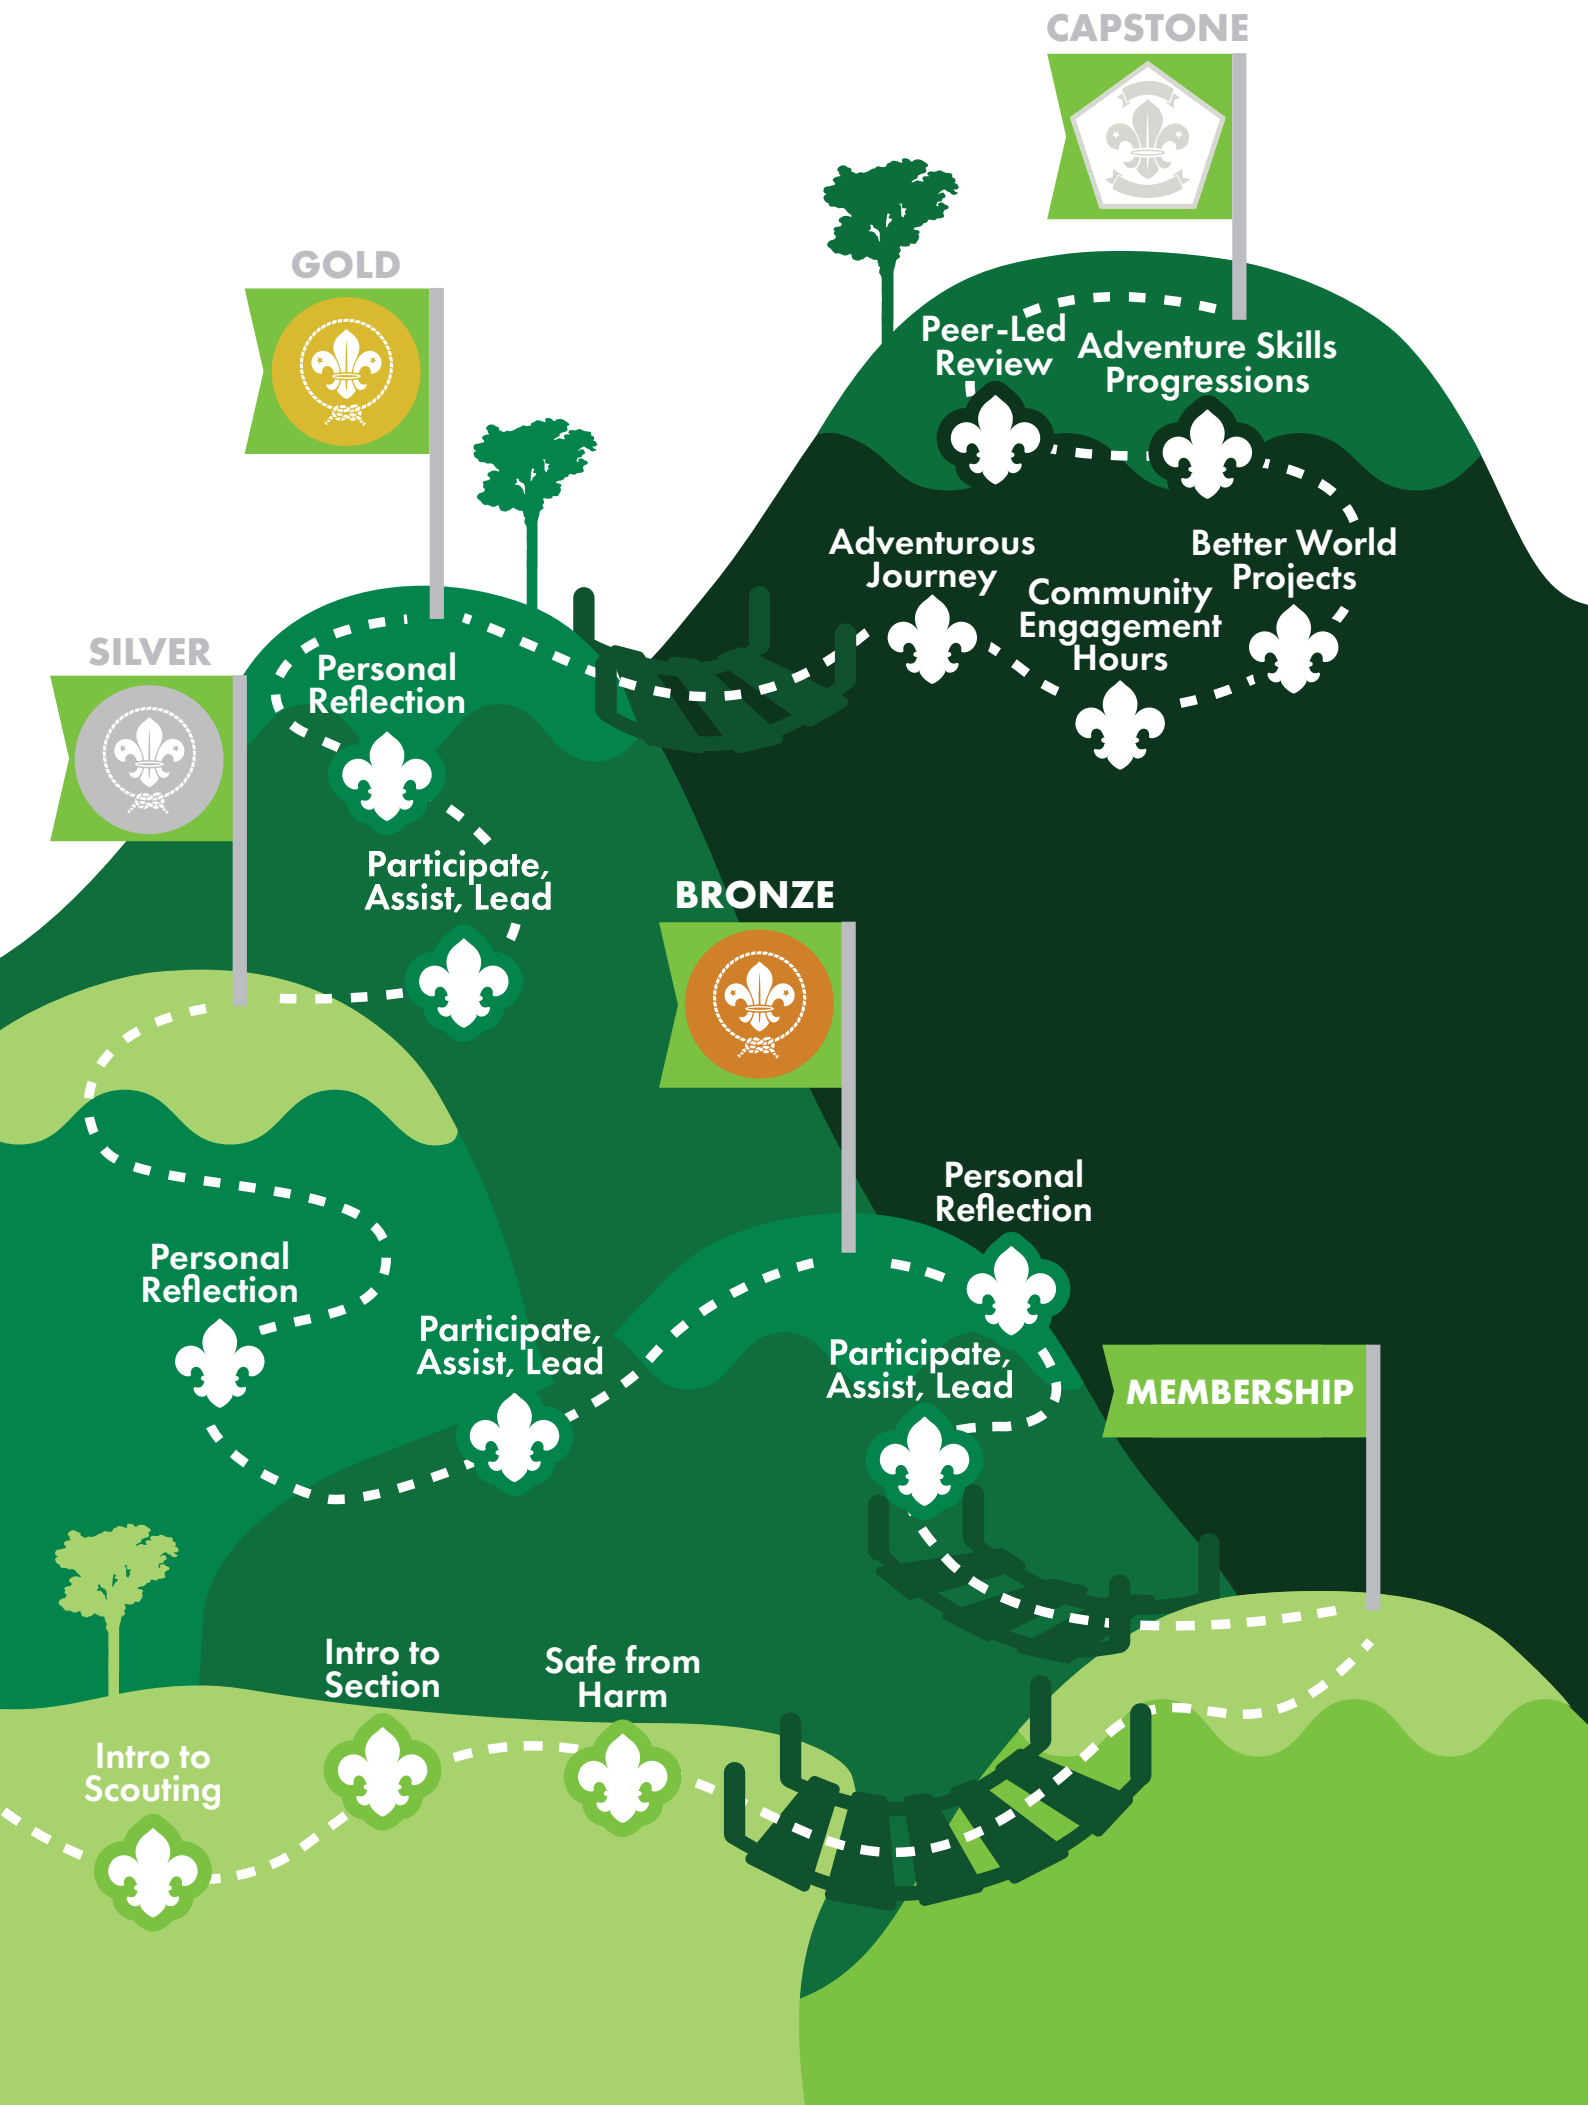 CAPSTONE
GOLD
Peer-Led
Review
Adventure Skills
Progressions
Adventurous
Journey
Better World
Projects
Community
Engagement
Hours
SILVER
Personal
Reflection
Participate,
Assist, Lead
BRONZE
Personal
Reflection
Personal
Reflection
Participate,
Assist, Lead
Participate,
Assist, Lead
MEMBERSHIP
Intro to
Section
Safe from
Harm
Intro to
Scouting